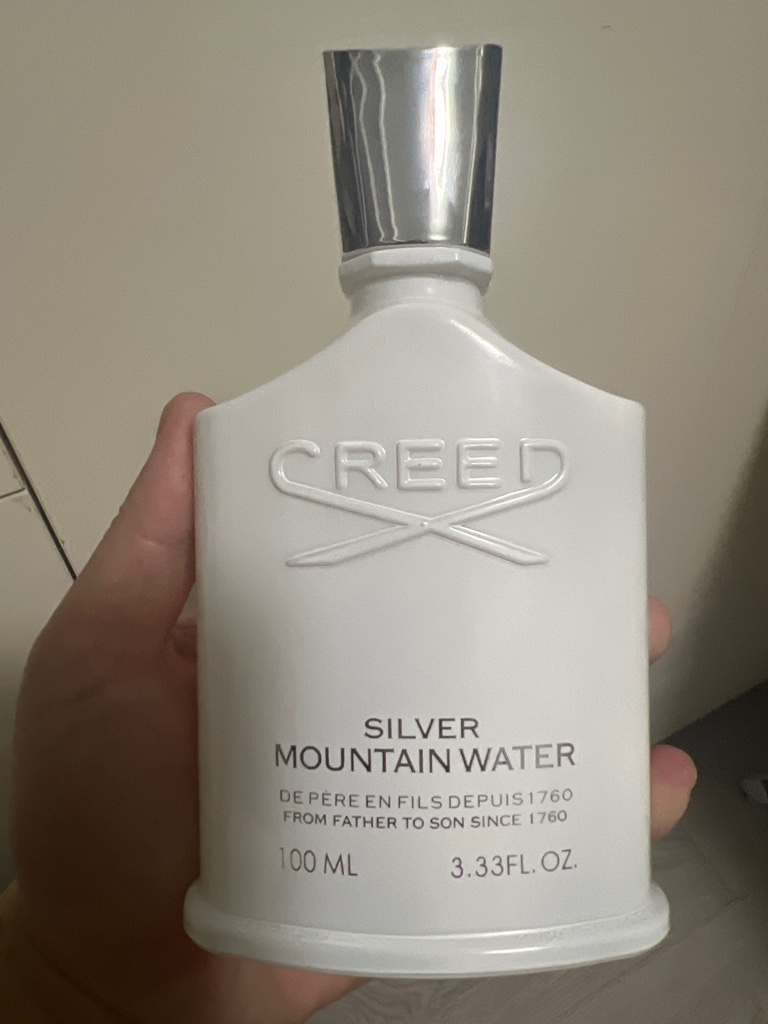 CREED
SILVER
MOUNTAIN WATER
DE PÈRE EN FILS DEPUIS 1760
FROM FATHER TO SON SINCE 1760
100 ML 3.33FL. OZ.